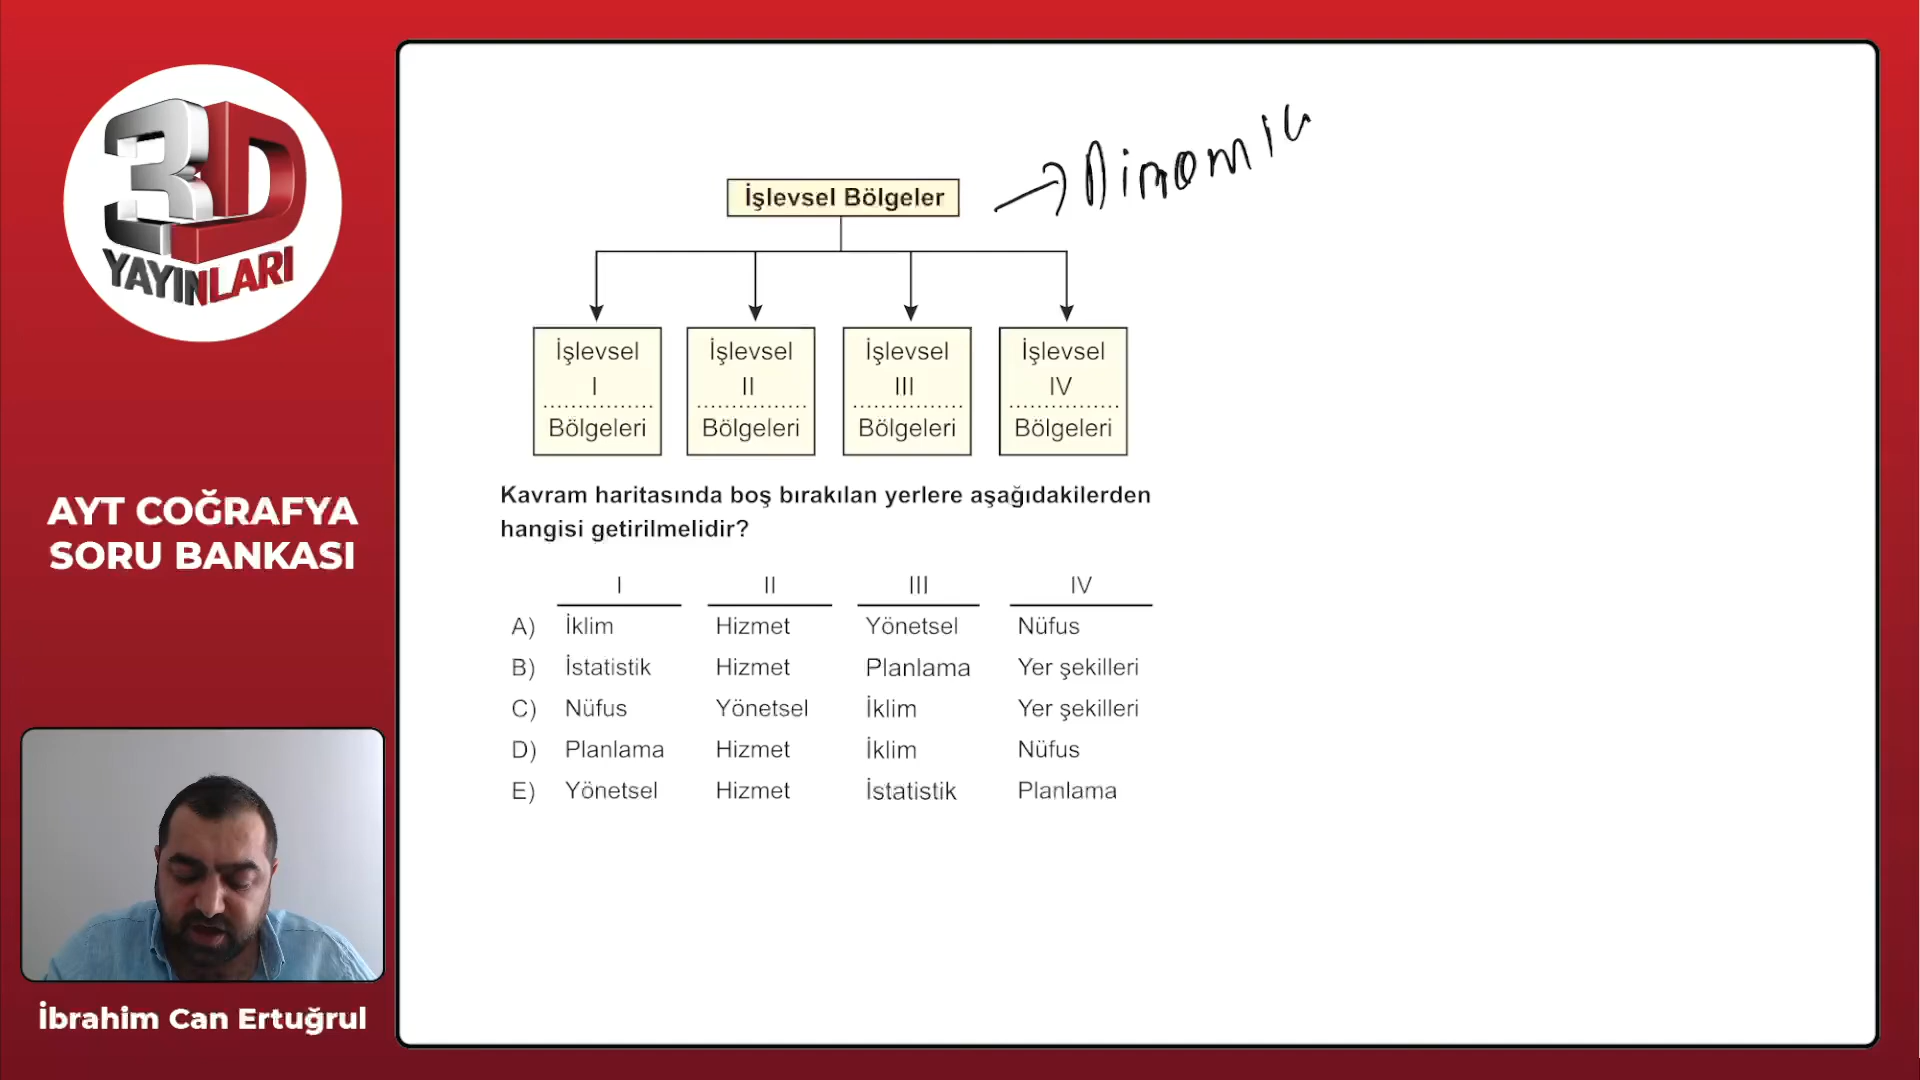 3D
YAYINLARI
AYT COĞRAFYA
SORU BANKASI
İbrahim Can Ertuğrul
İşlevsel Bölgeler
İşlevsel
I
Bölgeleri
İşlevsel
II
Bölgeleri
İşlevsel
III
Bölgeleri
İşlevsel
IV
Bölgeleri
Kavram haritasında boş bırakılan yerlere aşağıdakilerden
hangisi getirilmelidir?
I II III IV
A) İklim Hizmet Yönetsel Nüfus
B) İstatistik Hizmet Planlama Yer şekilleri
C) Nüfus Yönetsel İklim Yer şekilleri
D) Planlama Hizmet İklim Nüfus
E) Yönetsel Hizmet İstatistik Planlama